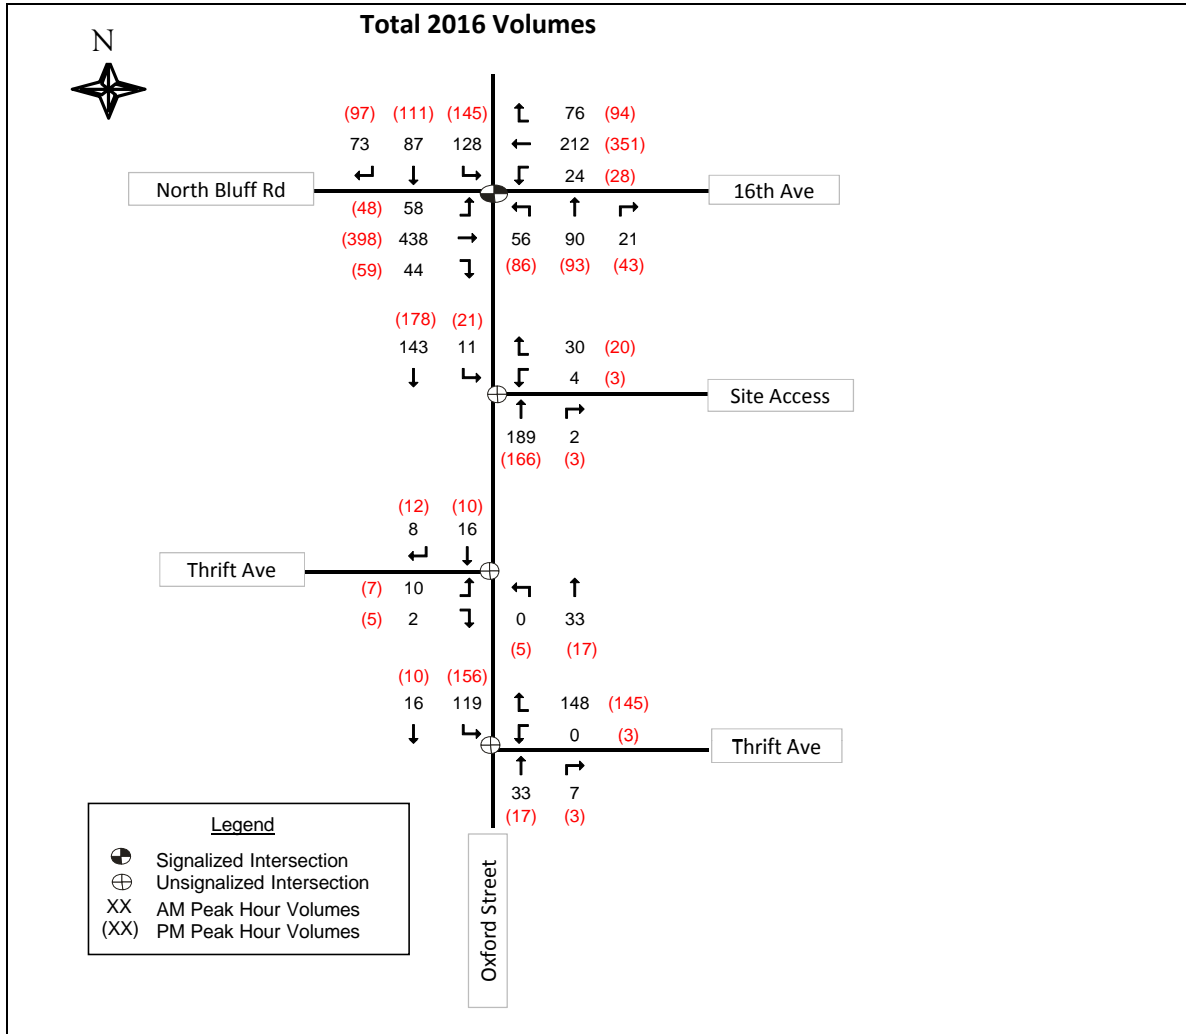 Total 2016 Volumes
N
(97) (111) (145) 76 (94)
73 87 128 212 (351)
24 (28)
North Bluff Rd 16th Ave
(48) 58
(398) 438 56 90 21
(59) 44 (86) (93) (43)
(178) (21)
143 11 30 (20)
4 (3)
Site Access
189 2
(166) (3)
(12) (10)
8 16
Thrift Ave
(7) 10
(5) 2 0 33
(5) (17)
(10) (156)
16 119 148 (145)
0 (3)
Thrift Ave
33 7
(17) (3)
Legend
Signalized Intersection
Unsignalized Intersection
XX AM Peak Hour Volumes
(XX) PM Peak Hour Volumes
Oxford Street